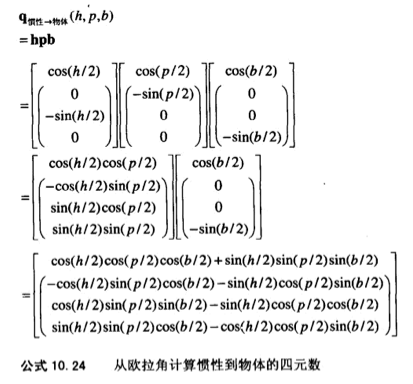 q惯性→物体(h,p,b)
=hpb
=[cos(h/2) (0 −sin(h/2) 0)][cos(p/2) (−sin(p/2) 0 0)][cos(b/2) (0 0 −sin(b/2))]
=[cos(h/2)cos(p/2) (−cos(h/2)sin(p/2) sin(h/2)cos(p/2) sin(h/2)sin(p/2))][cos(b/2) (0 0 −sin(b/2))]
=[cos(h/2)cos(p/2)cos(b/2)+sin(h/2)sin(p/2)sin(b/2)
(−cos(h/2)sin(p/2)cos(b/2)−sin(h/2)cos(p/2)sin(b/2)
cos(h/2)sin(p/2)sin(b/2)−sin(h/2)cos(p/2)cos(b/2)
sin(h/2)sin(p/2)cos(b/2)−cos(h/2)cos(p/2)sin(b/2))]
公式 10.24 从欧拉角计算惯性到物体的四元数